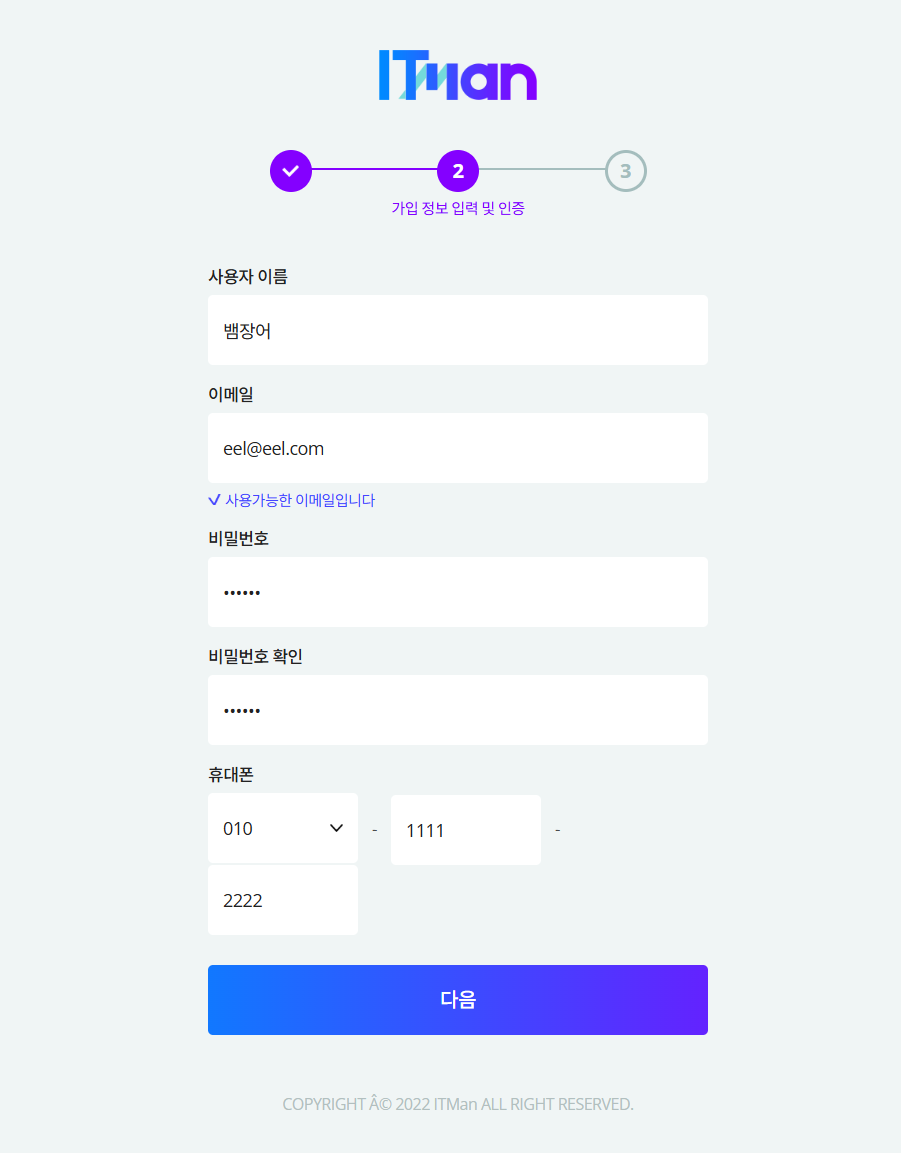 ITMan
2
3
가입 정보 입력 및 인증
사용자 이름
뱀장어
이메일
eel@eel.com
사용가능한 이메일입니다
비밀번호
••••••
비밀번호 확인
••••••
휴대폰
010 - 1111 -
2222
다음
COPYRIGHT Â© 2022 ITMan ALL RIGHT RESERVED.